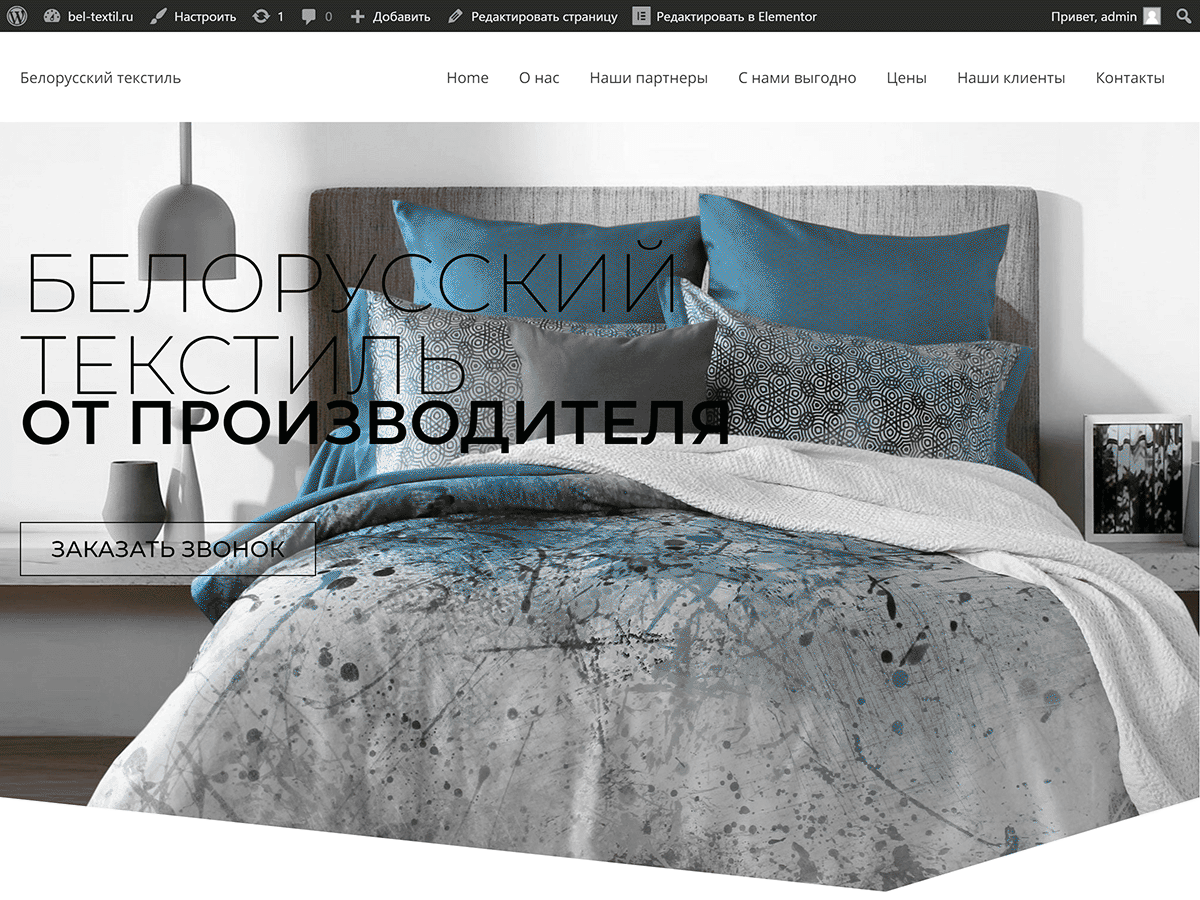 bel-textil.ru Настроить 1 0 Добавить Редактировать страницу Редактировать в Elementor Привет, admin
Белорусский текстиль Home О нас Наши партнеры С нами выгодно Цены Наши клиенты Контакты
БЕЛОРУССКИЙ
ТЕКСТИЛЬ
ОТ ПРОИЗВОДИТЕЛЯ
ЗАКАЗАТЬ ЗВОНОК